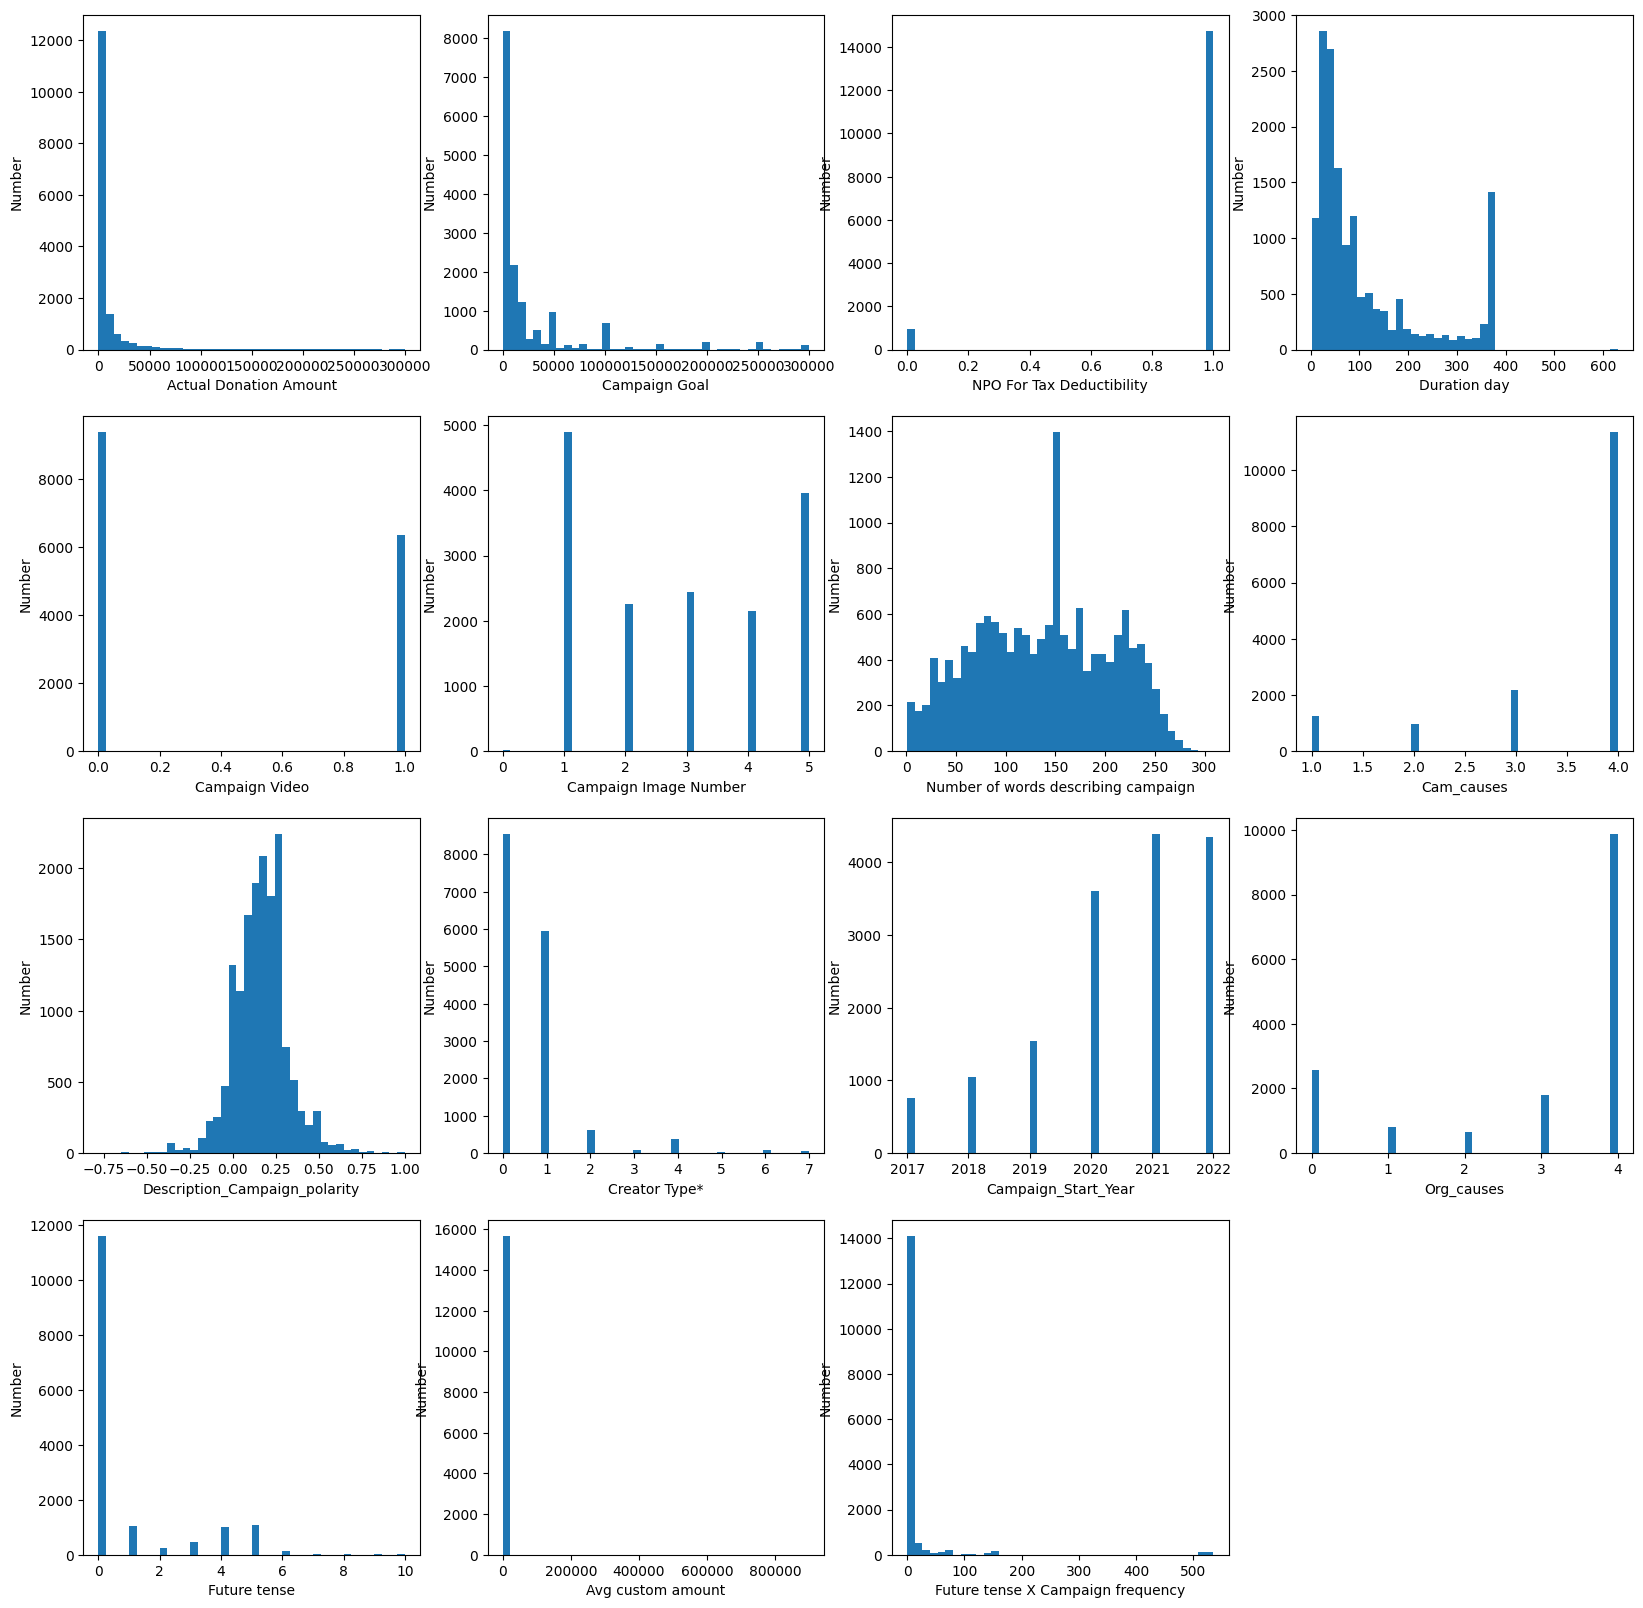 12000
10000
8000
6000
4000
2000
0
Number
0 50000 100000 150000 200000 250000 300000
Actual Donation Amount
8000
7000
6000
5000
4000
3000
2000
1000
0
Number
0 50000 100000 150000 200000 250000 300000
Campaign Goal
14000
12000
10000
8000
6000
4000
2000
0
Number
0.0 0.2 0.4 0.6 0.8 1.0
NPO For Tax Deductibility
3000
2500
2000
1500
1000
500
0
Number
0 100 200 300 400 500 600
Duration day
8000
6000
4000
2000
0
Number
0.0 0.2 0.4 0.6 0.8 1.0
Campaign Video
5000
4000
3000
2000
1000
0
Number
0 1 2 3 4 5
Campaign Image Number
1400
1200
1000
800
600
400
200
0
Number
0 50 100 150 200 250 300
Number of words describing campaign
10000
8000
6000
4000
2000
0
Number
1.0 1.5 2.0 2.5 3.0 3.5 4.0
Cam_causes
2000
1500
1000
500
0
Number
−0.75 −0.50 −0.25 0.00 0.25 0.50 0.75 1.00
Description_Campaign_polarity
8000
7000
6000
5000
4000
3000
2000
1000
0
Number
0 1 2 3 4 5 6 7
Creator Type*
4000
3000
2000
1000
0
Number
2017 2018 2019 2020 2021 2022
Campaign_Start_Year
10000
8000
6000
4000
2000
0
Number
0 1 2 3 4
Org_causes
12000
10000
8000
6000
4000
2000
0
Number
0 2 4 6 8 10
Future tense
16000
14000
12000
10000
8000
6000
4000
2000
0
Number
0 200000 400000 600000 800000
Avg custom amount
14000
12000
10000
8000
6000
4000
2000
0
Number
0 100 200 300 400 500
Future tense X Campaign frequency